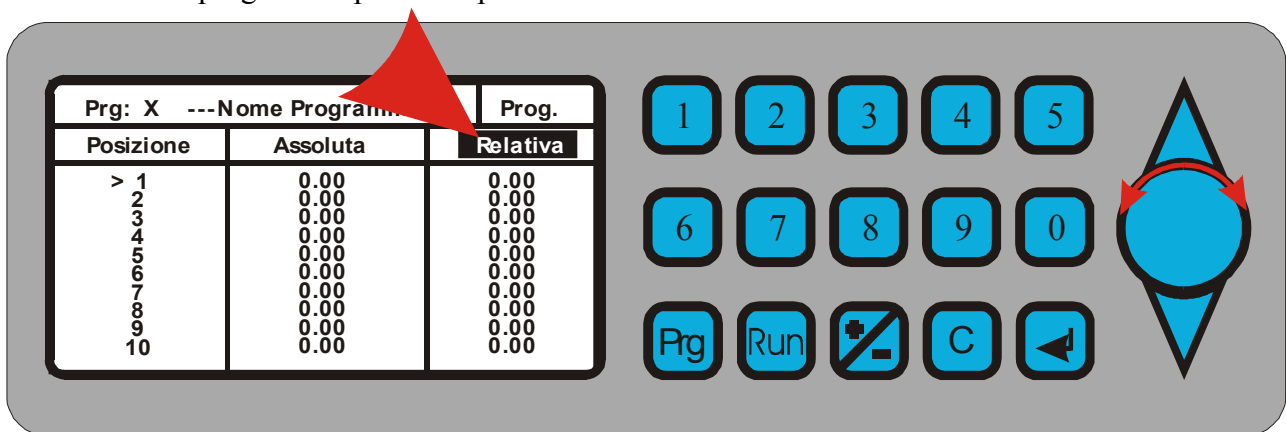 Prg: X ---Nome Programm Prog.
Posizione Assoluta Relativa
> 1 0.00 0.00
2 0.00 0.00
3 0.00 0.00
4 0.00 0.00
5 0.00 0.00
6 0.00 0.00
7 0.00 0.00
8 0.00 0.00
9 0.00 0.00
10 0.00 0.00
1 2 3 4 5
6 7 8 9 0
Prg Run +- C